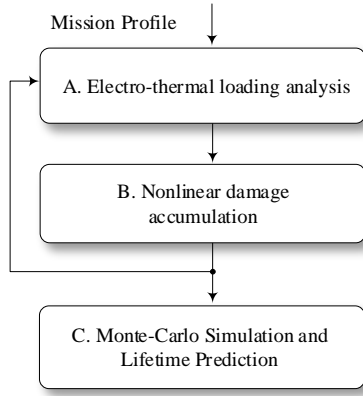 Mission Profile
A. Electro-thermal loading analysis
B. Nonlinear damage
accumulation
C. Monte-Carlo Simulation and
Lifetime Prediction